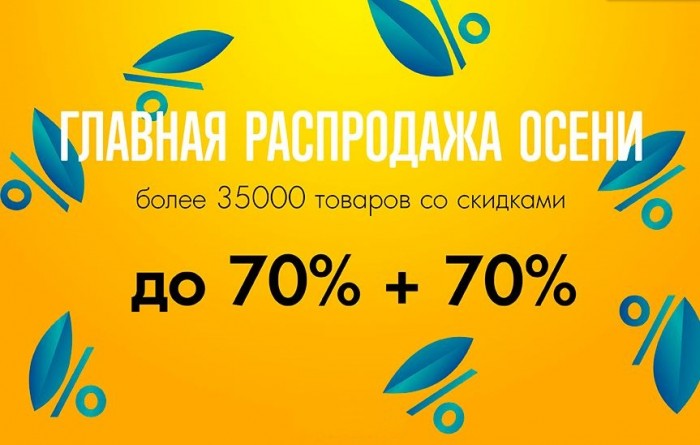 ГЛАВНАЯ РАСПРОДАЖА ОСЕНИ
более 35000 товаров со скидками
до 70% + 70%